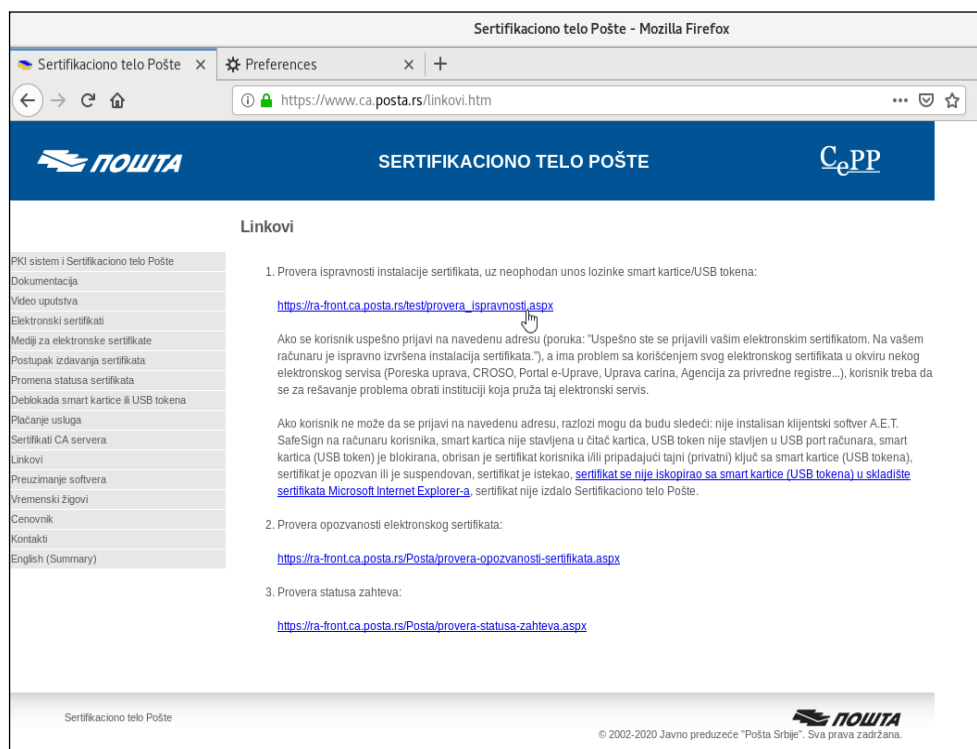 Sertifikaciono telo Pošte - Mozilla Firefox
Sertifikaciono telo Pošte
Preferences
https://www.ca.posta.rs/linkovi.htm
ПОШТА
SERTIFIKACIONO TELO POŠTE
CePP
Linkovi
PKI sistem i Sertifikaciono telo Pošte
Dokumentacija
Video uputstva
Elektronski sertifikati
Mediji za elektronske sertifikate
Postupak izdavanja sertifikata
Promena statusa sertifikata
Deblokada smart kartice ili USB tokena
Plaćanje usluga
Sertifikati CA servera
Linkovi
Preuzimanje softvera
Vremenski žigovi
Cenovnik
Kontakti
English (Summary)
1. Provera ispravnosti instalacije sertifikata, uz neophodan unos lozinke smart kartice/USB tokena:
https://ra-front.ca.posta.rs/test/provera_ispravnosti.aspx
Ako se korisnik uspešno prijavi na navedenu adresu (poruka: "Uspešno ste se prijavili vašim elektronskim sertifikatom. Na vašem
računaru je ispravno izvršena instalacija sertifikata."), a ima problem sa korišćenjem svog elektronskog sertifikata u okviru nekog
elektronskog servisa (Poreska uprava, CROSO, Portal e-Uprave, Uprava carina, Agencija za privredne registre...), korisnik treba da
se za rešavanje problema obrati instituciji koja pruža taj elektronski servis.
Ako korisnik ne može da se prijavi na navedenu adresu, razlozi mogu da budu sledeći: nije instalisan klijentski softver A.E.T.
SafeSign na računaru korisnika, smart kartica nije stavljena u čitač kartica, USB token nije stavljen u USB port računara, smart
kartica (USB token) je blokirana, obrisan je sertifikat korisnika i/ili pripadajući tajni (privatni) ključ sa smart kartice (USB tokena),
sertifikat je opozvan ili je suspendovan, sertifikat je istekao, sertifikat se nije iskopirao sa smart kartice (USB tokena) u skladište
sertifikata Microsoft Internet Explorer-a, sertifikat nije izdalo Sertifikaciono telo Pošte.
2. Provera opozvanosti elektronskog sertifikata:
https://ra-front.ca.posta.rs/Posta/provera-opozvanosti-sertifikata.aspx
3. Provera statusa zahteva:
https://ra-front.ca.posta.rs/Posta/provera-statusa-zahteva.aspx
Sertifikaciono telo Pošte
ПОШТА
© 2002-2020 Javno preduzeće "Pošta Srbije". Sva prava zadržana.